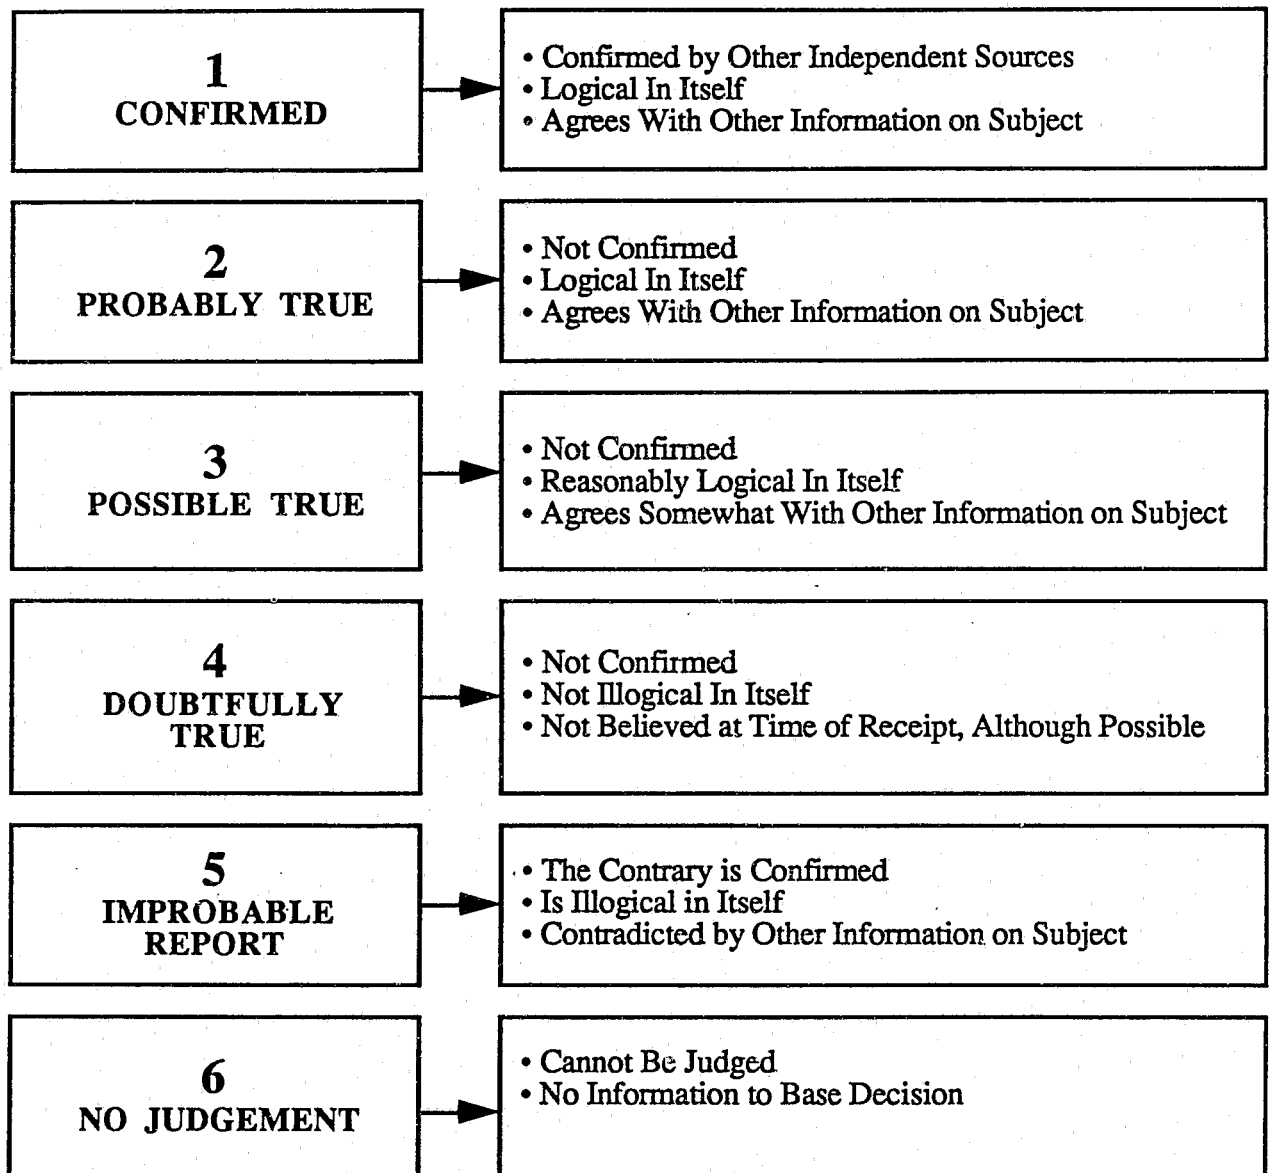 1
CONFIRMED
• Confirmed by Other Independent Sources
• Logical In Itself
• Agrees With Other Information on Subject
2
PROBABLY TRUE
• Not Confirmed
• Logical In Itself
• Agrees With Other Information on Subject
3
POSSIBLE TRUE
• Not Confirmed
• Reasonably Logical In Itself
• Agrees Somewhat With Other Information on Subject
4
DOUBTFULLY
TRUE
• Not Confirmed
• Not Illogical In Itself
• Not Believed at Time of Receipt, Although Possible
5
IMPROBABLE
REPORT
• The Contrary is Confirmed
• Is Illogical in Itself
• Contradicted by Other Information on Subject
6
NO JUDGEMENT
• Cannot Be Judged
• No Information to Base Decision